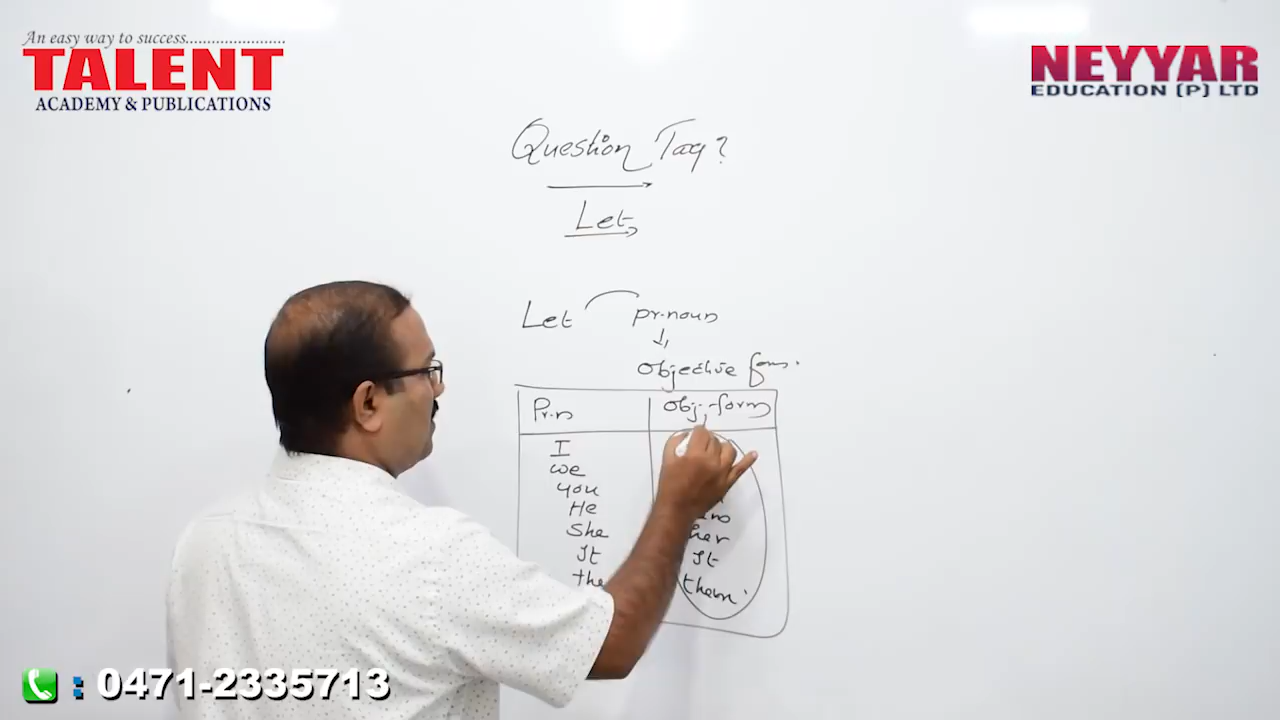 An easy way to success.......................
TALENT
ACADEMY & PUBLICATIONS
NEYYAR
EDUCATION (P) LTD
Question Tag?
Let
Let pr.noun
Objective form.
Pr.n Obj.-form
I
we
you
He
She her
It It
them.
: 0471-2335713